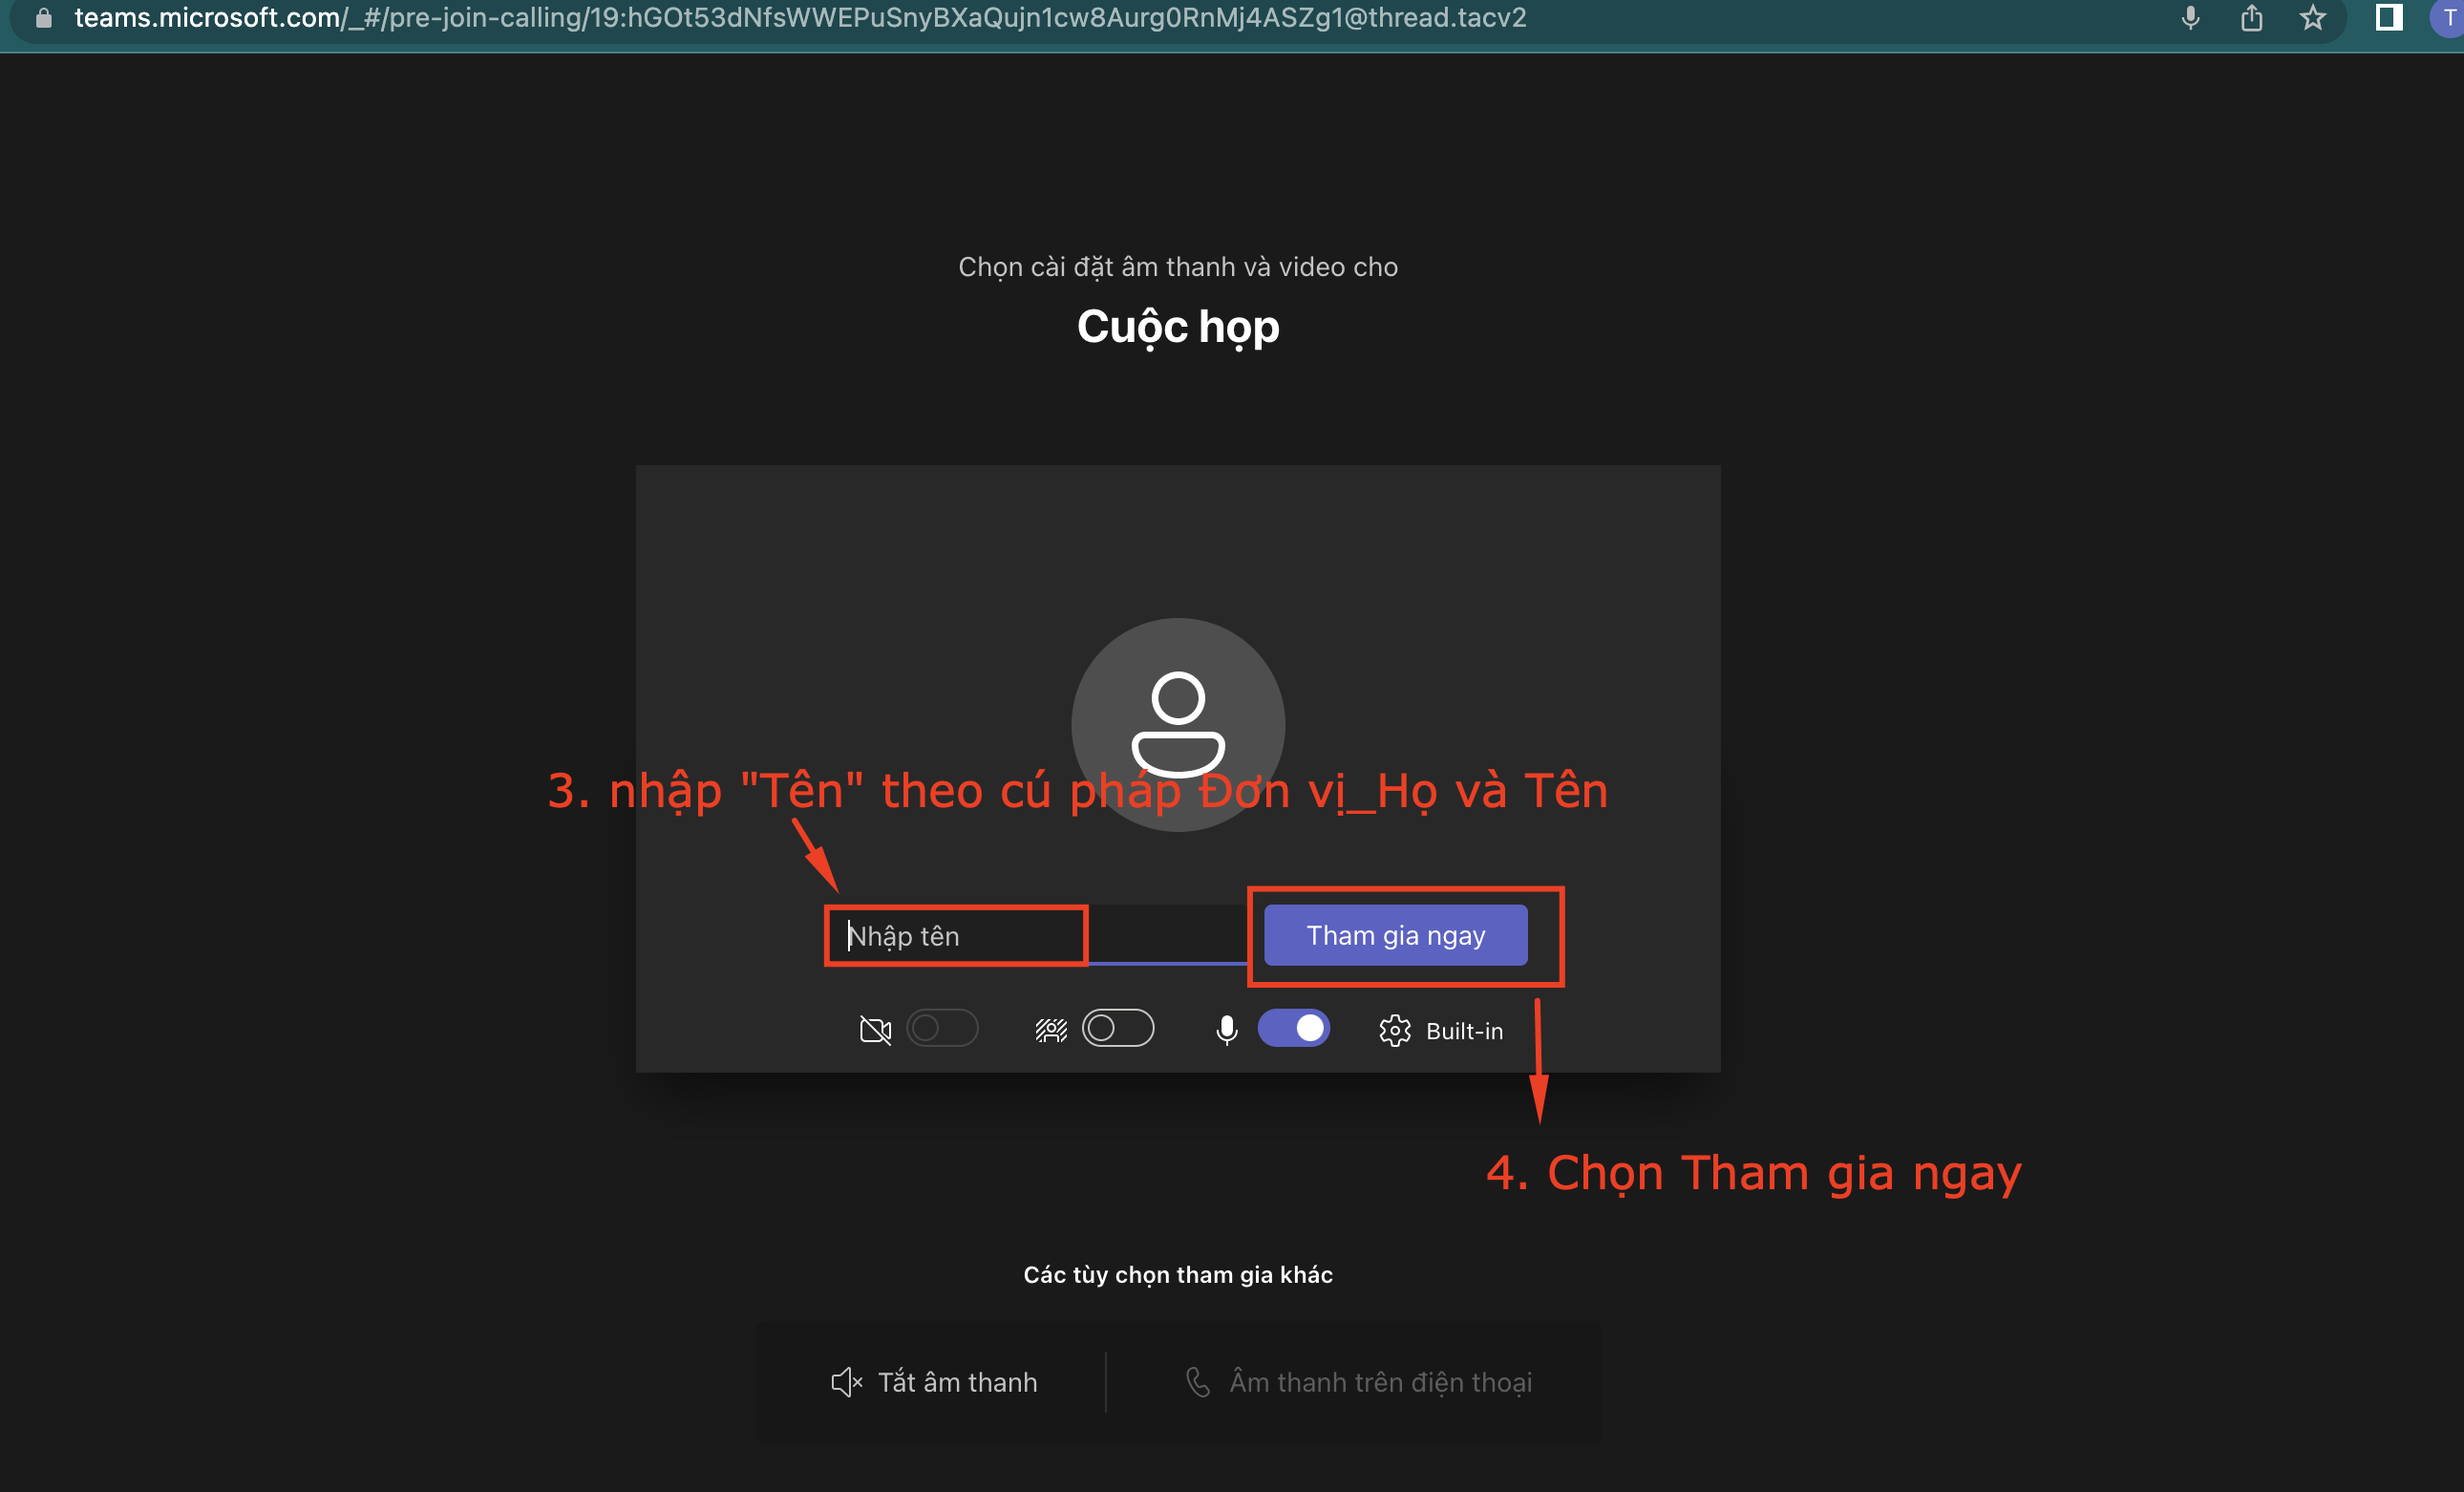 teams.microsoft.com/_#/pre-join-calling/19:hGOt53dNfsWWEPuSnyBXaQujn1cw8Aurg0RnMj4ASZg1@thread.tacv2
T
Chọn cài đặt âm thanh và video cho
Cuộc họp
3. nhập "Tên" theo cú pháp Đơn vị_Họ và Tên
Nhập tên
Tham gia ngay
Built-in
4. Chọn Tham gia ngay
Các tùy chọn tham gia khác
Tắt âm thanh
Âm thanh trên điện thoại